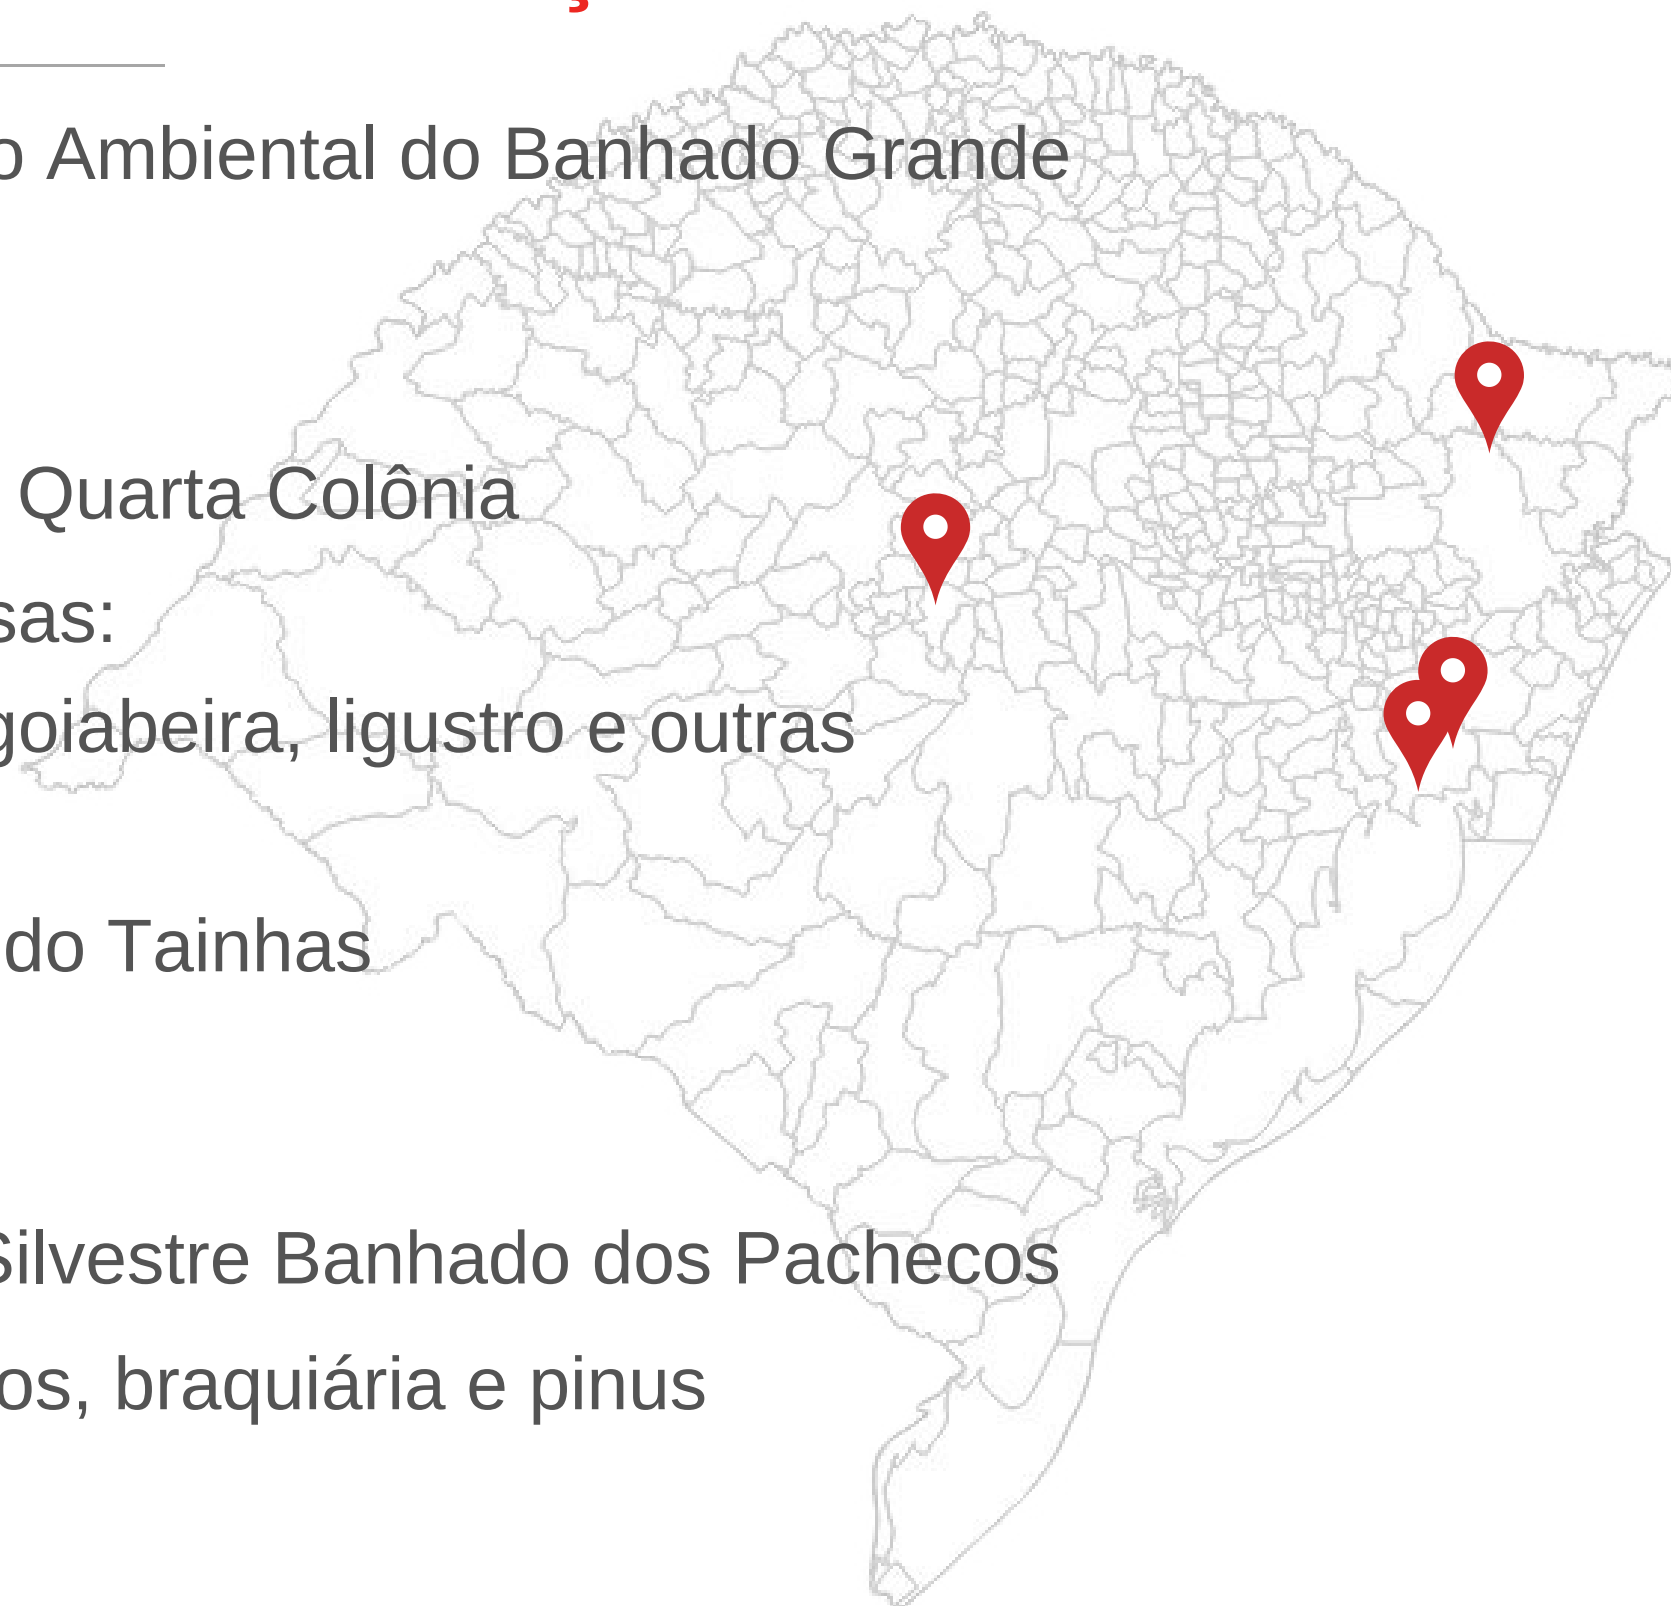 o Ambiental do Banhado Grande
Quarta Colônia
sas:
goiabeira, ligustro e outras
do Tainhas
Silvestre Banhado dos Pachecos
os, braquiária e pinus